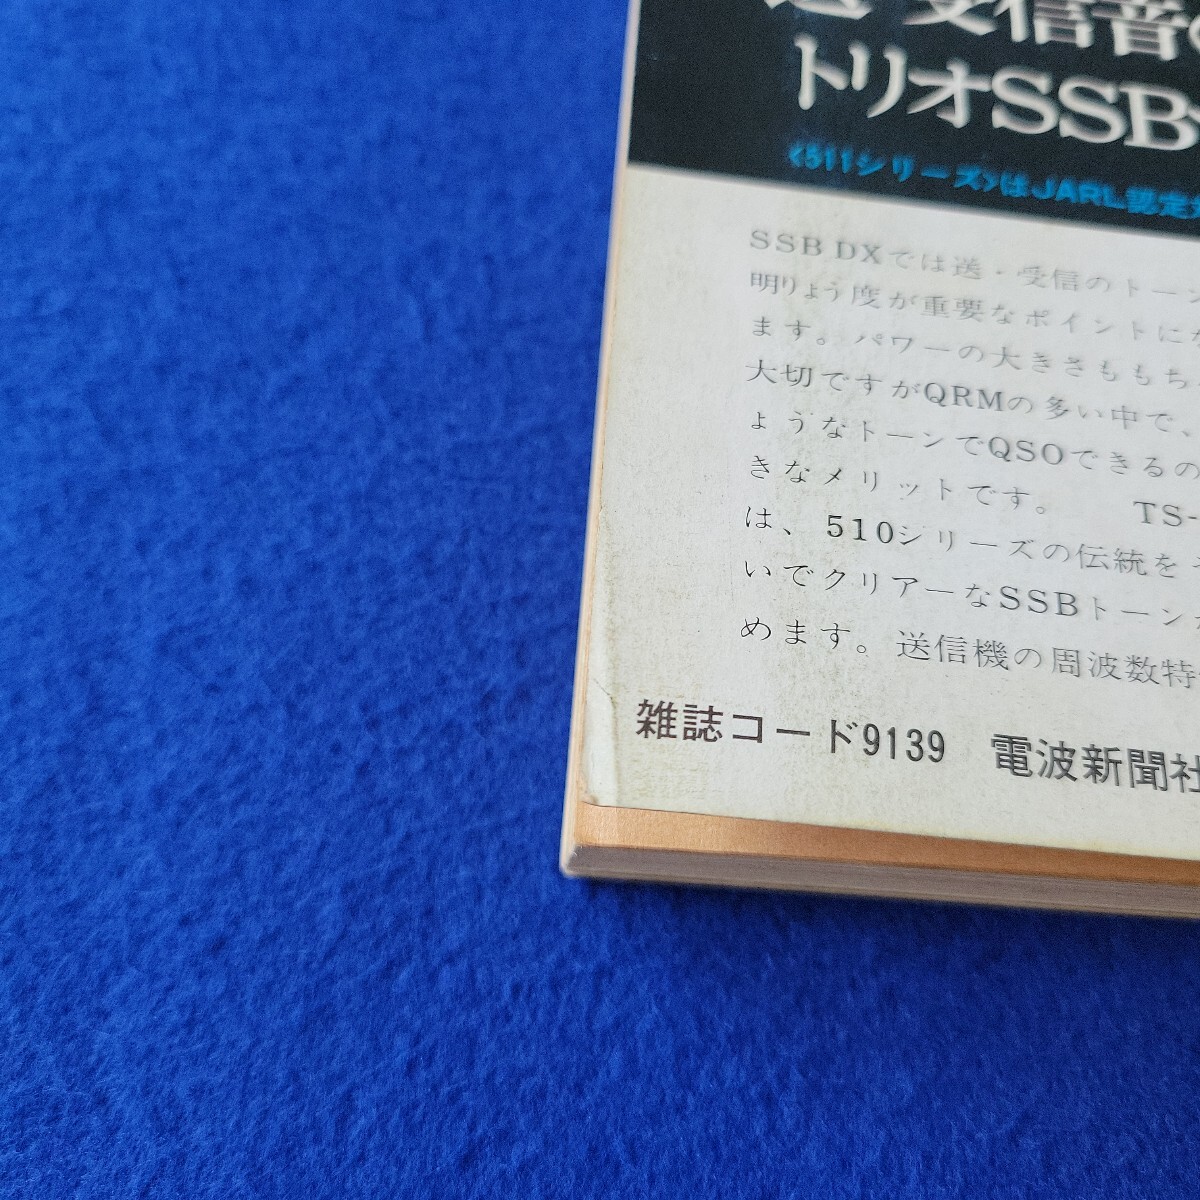 送・受信音の
トリオSSB
<511シリーズ>はJARL認定
SSB DXでは送・受信のトーン
明りょう度が重要なポイントにな
ます。パワーの大きさももち
大切ですがQRMの多い中で、
ようなトーンでQSOできるの
きなメリットです。 TS-
は、510シリーズの伝統をそ
いでクリアーなSSBトーンが
めます。送信機の周波数特
雑誌コード9139 電波新聞社